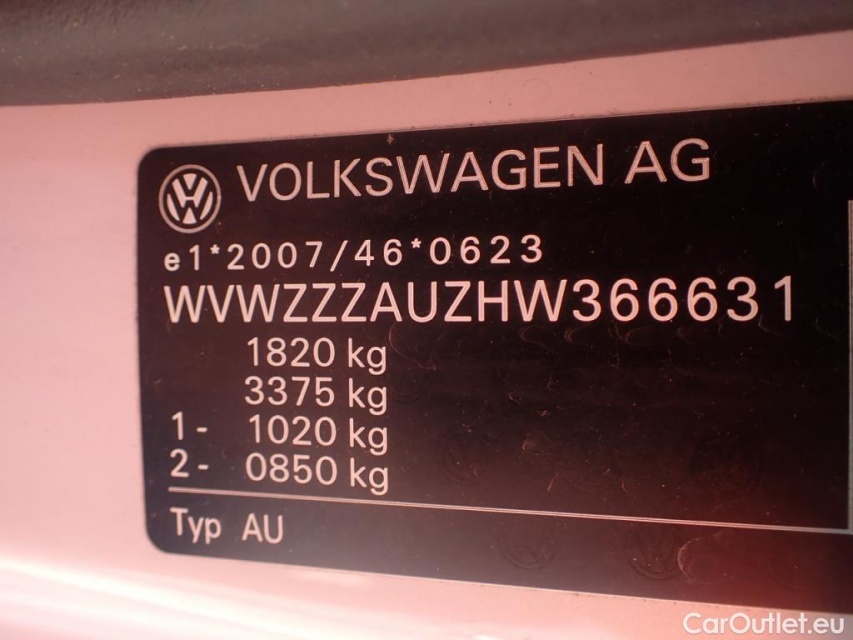 VOLKSWAGEN AG
e1*2007/46*0623
WVWZZZAUZHW366631
1820 kg
3375 kg
1- 1020 kg
2- 0850 kg
Typ AU
CarOutlet.eu